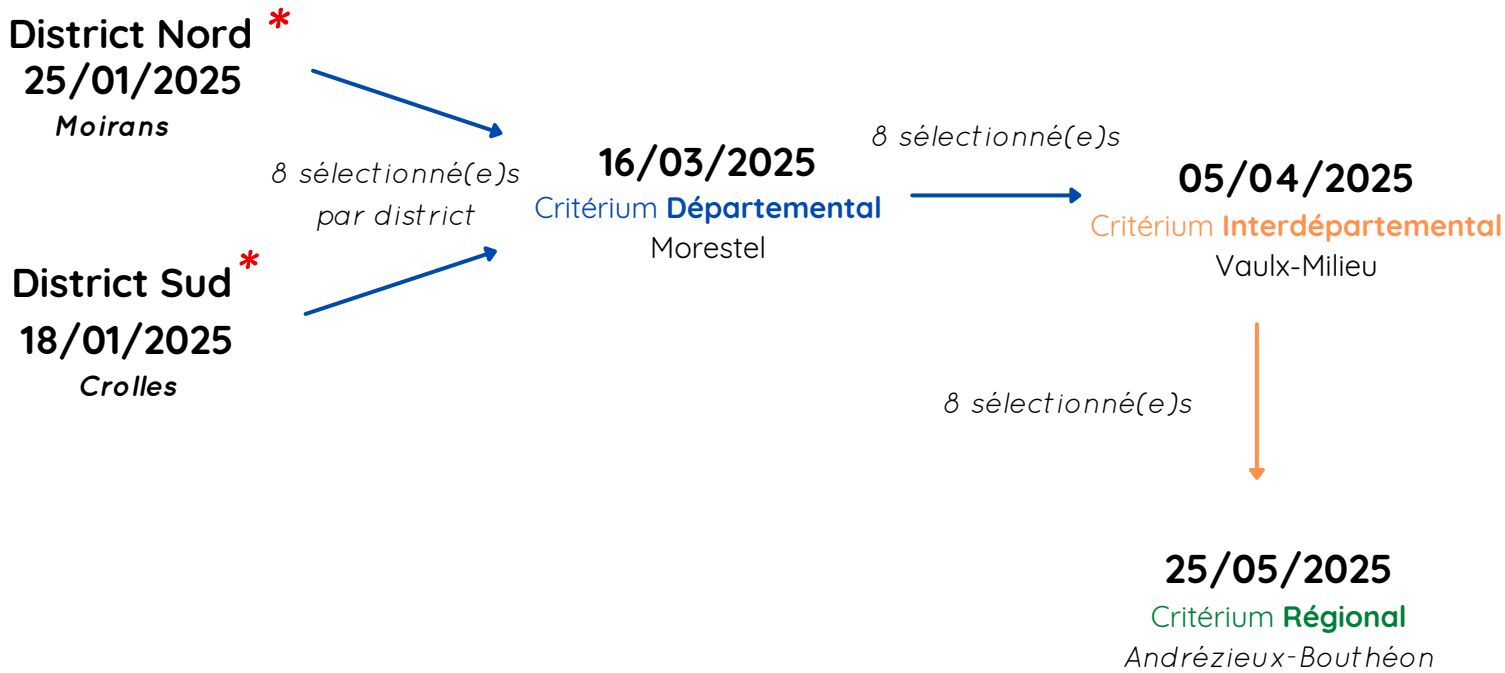 District Nord *
25/01/2025
Moirans
8 sélectionné(e)s
par district
District Sud *
18/01/2025
Crolles
16/03/2025
Critérium Départemental
Morestel
8 sélectionné(e)s
05/04/2025
Critérium Interdépartemental
Vaulx-Milieu
8 sélectionné(e)s
25/05/2025
Critérium Régional
Andrézieux-Bouthéon